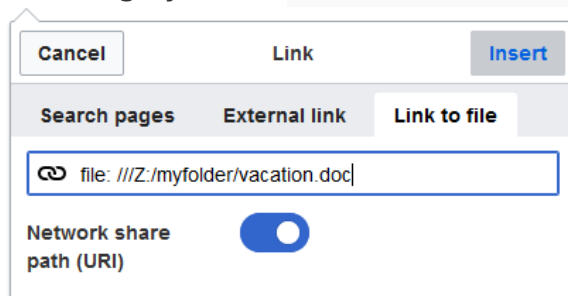 Cancel Link Insert
Search pages External link Link to file
file: ///Z:/myfolder/vacation.doc
Network share
path (URI)